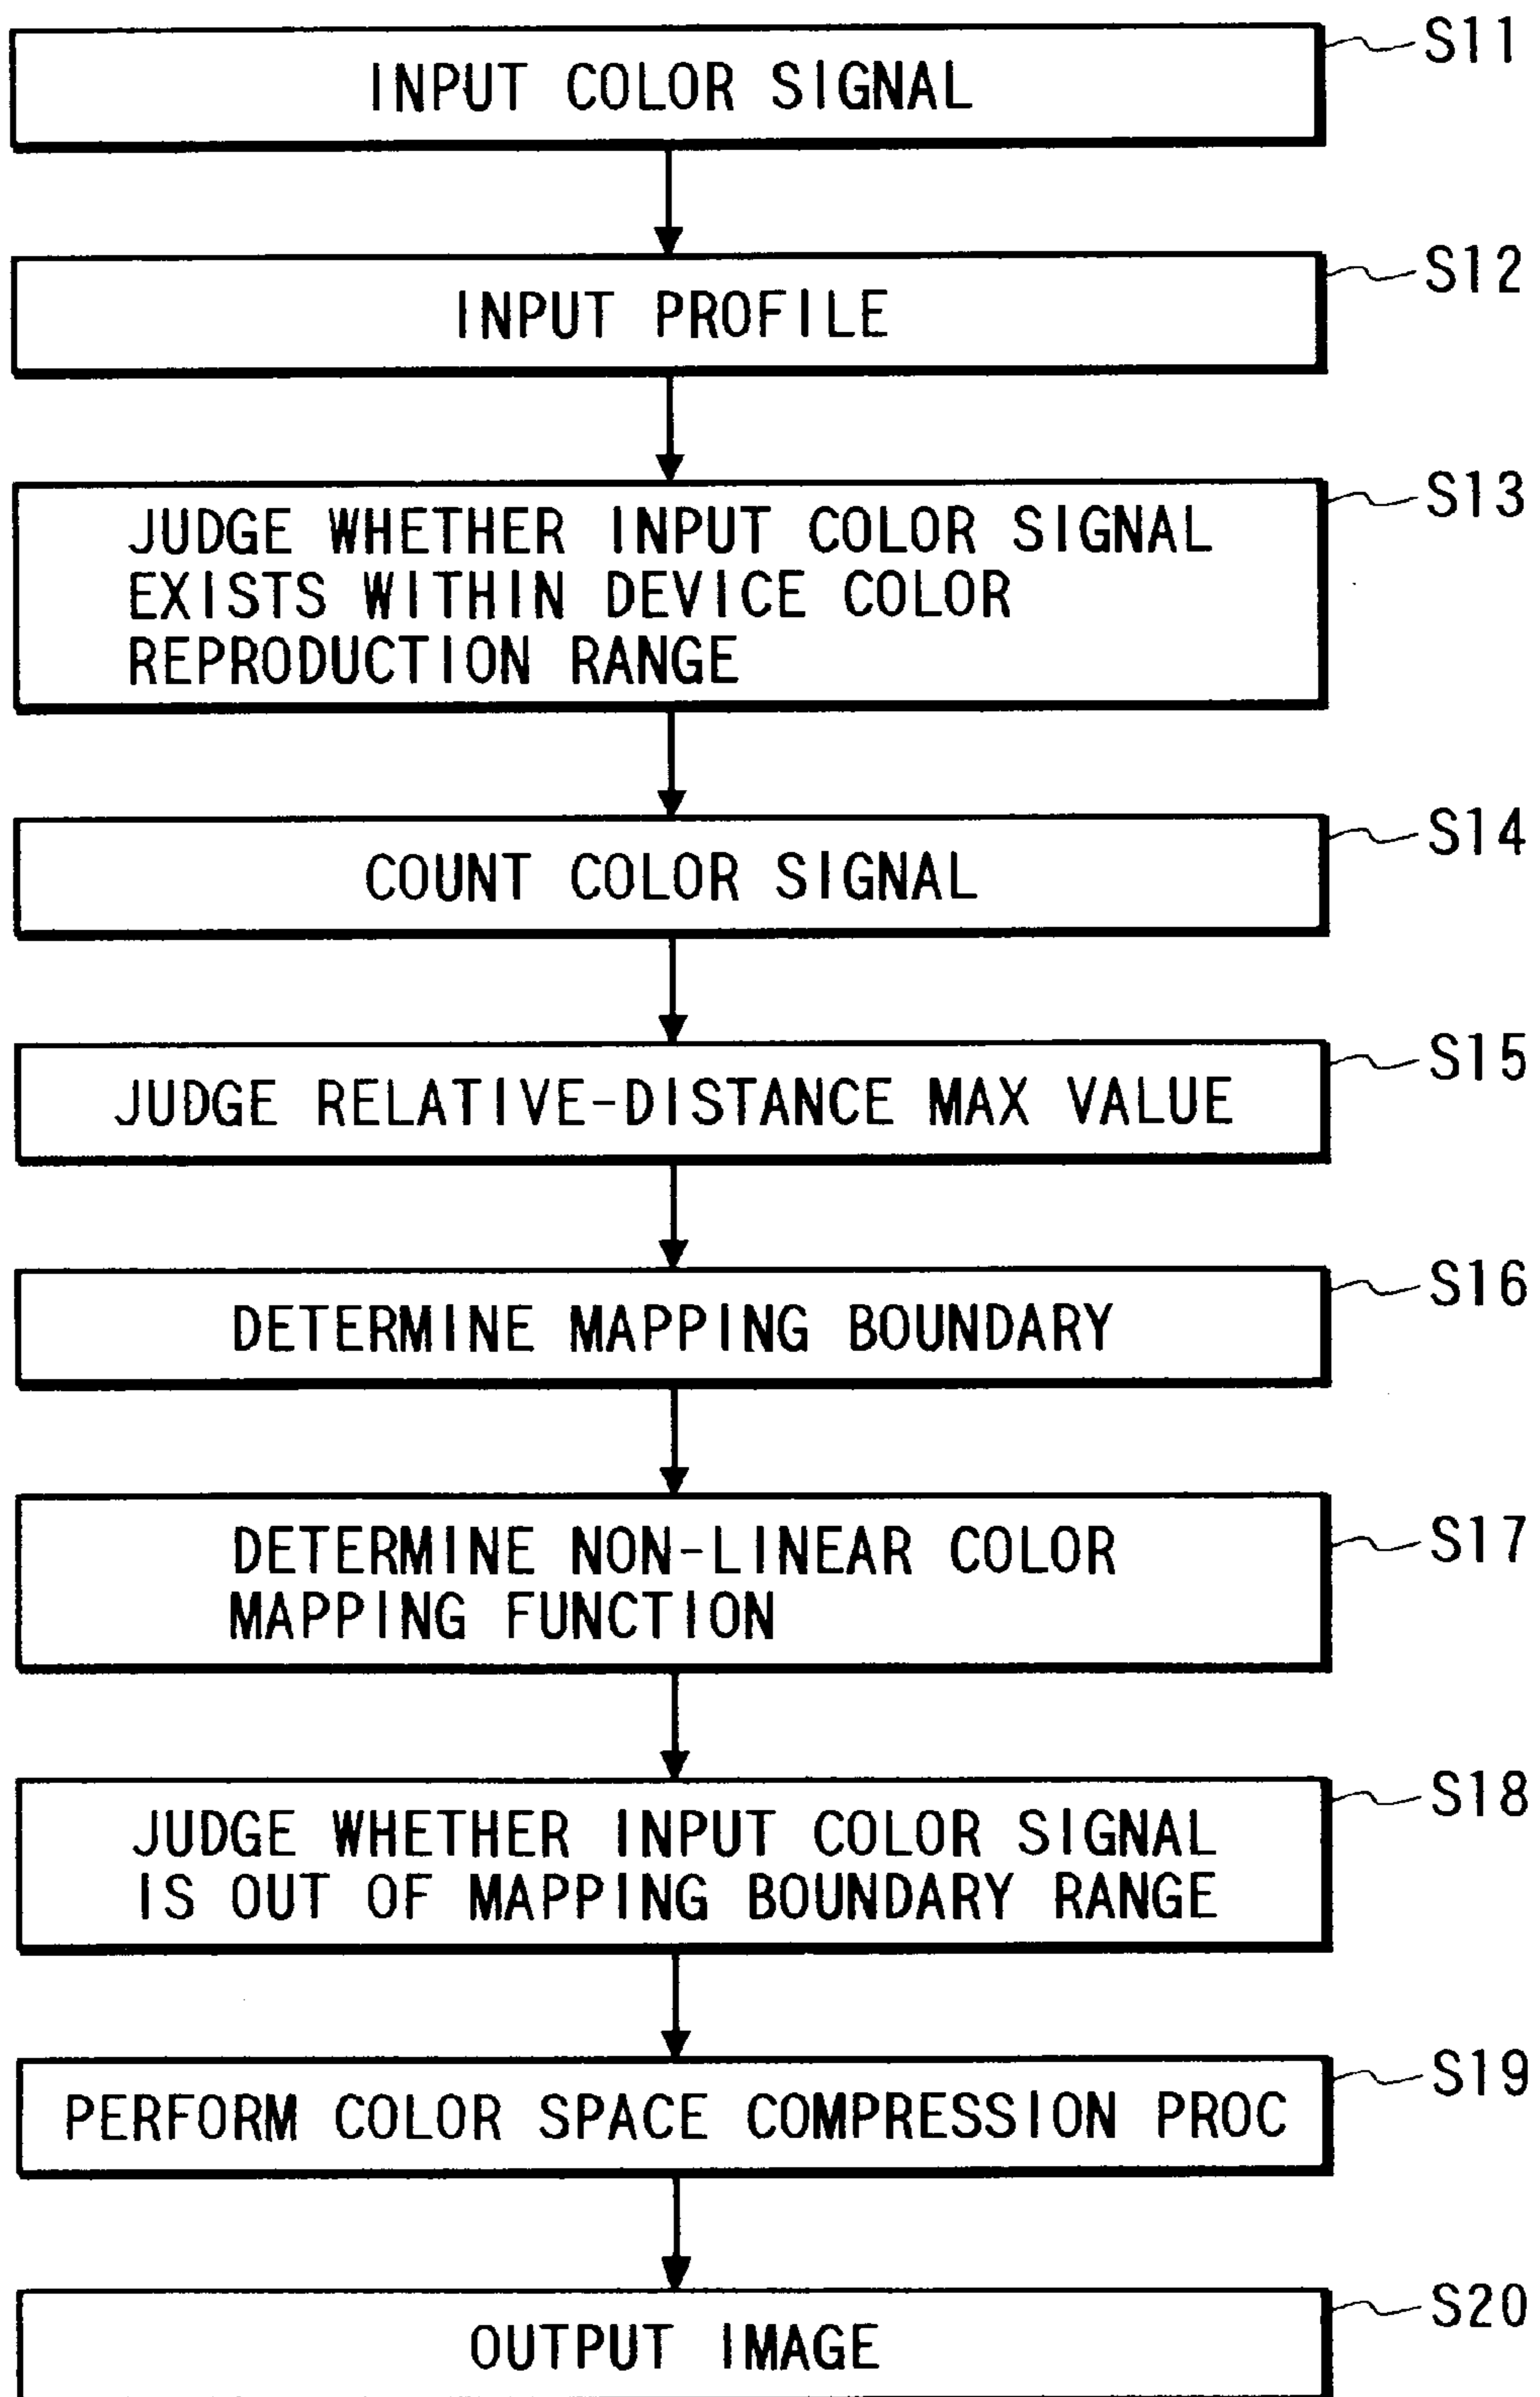 S11
INPUT COLOR SIGNAL
S12
INPUT PROFILE
S13
JUDGE WHETHER INPUT COLOR SIGNAL
EXISTS WITHIN DEVICE COLOR
REPRODUCTION RANGE
S14
COUNT COLOR SIGNAL
S15
JUDGE RELATIVE-DISTANCE MAX VALUE
S16
DETERMINE MAPPING BOUNDARY
S17
DETERMINE NON-LINEAR COLOR
MAPPING FUNCTION
S18
JUDGE WHETHER INPUT COLOR SIGNAL
IS OUT OF MAPPING BOUNDARY RANGE
S19
PERFORM COLOR SPACE COMPRESSION PROC
S20
OUTPUT IMAGE